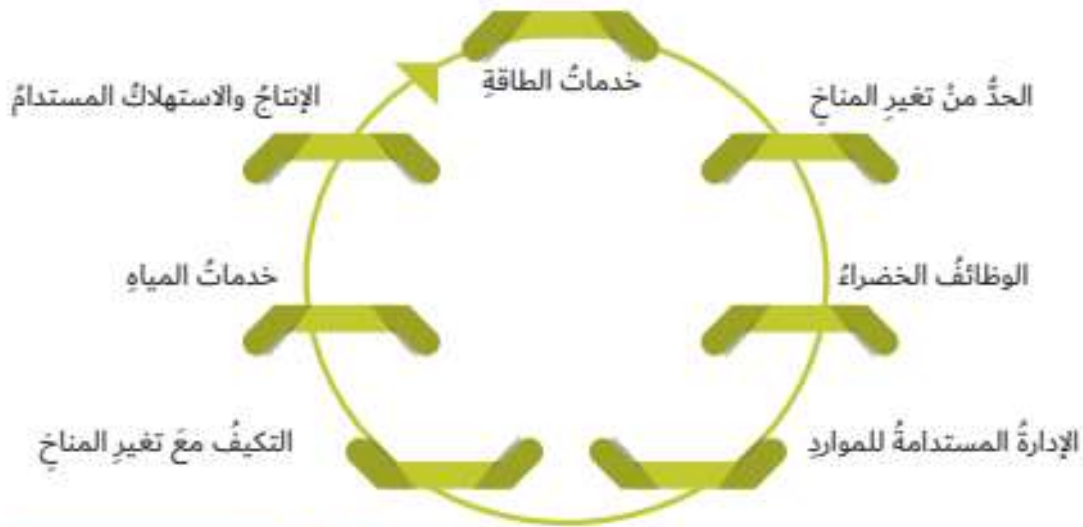 خدماتُ الطاقةِ
الحدُّ منْ تغيرِ المناخِ
الإنتاجُ والاستهلاكُ المستدامُ
الوظائفُ الخضراءُ
خدماتُ المياهِ
الإدارةُ المستدامةُ للمواردِ
التكيفُ معَ تغيرِ المناخِ